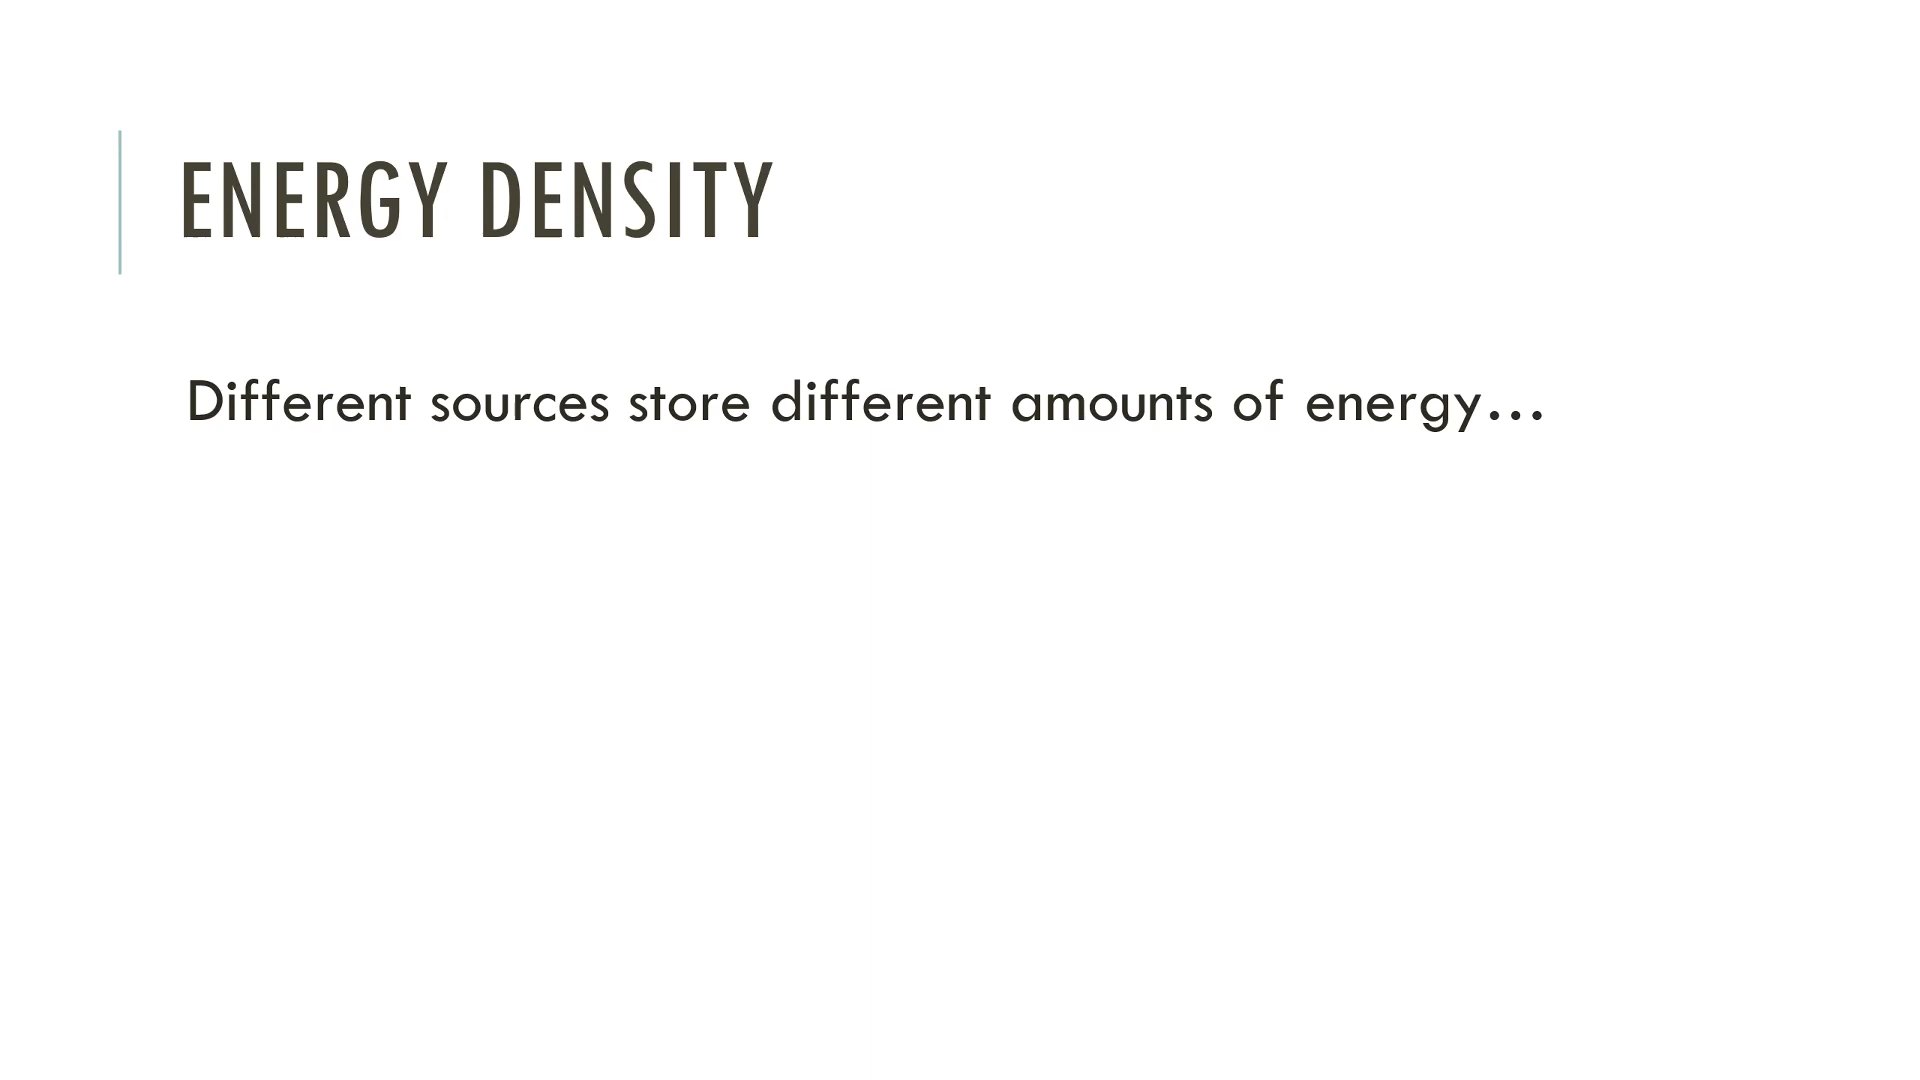 ENERGY DENSITY
Different sources store different amounts of energy…